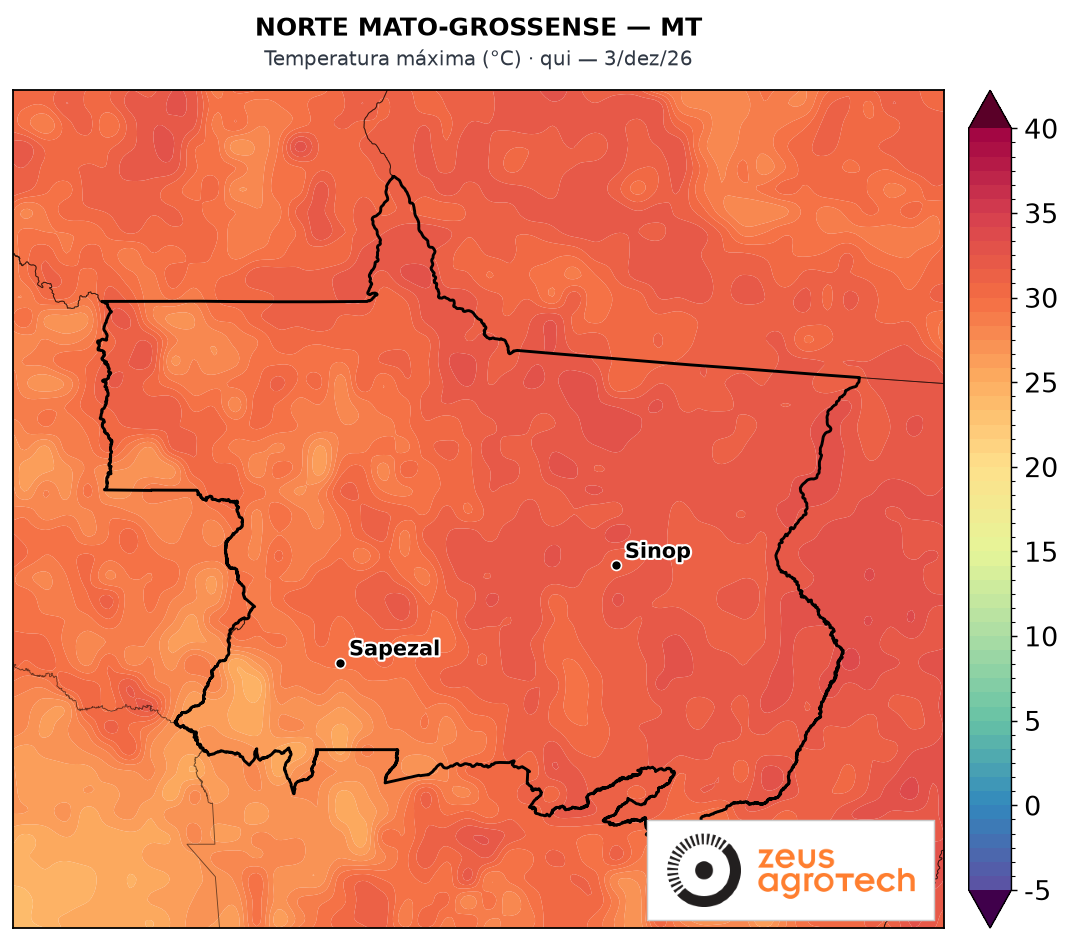 NORTE MATO-GROSSENSE — MT
Temperatura máxima (°C) · qui — 3/dez/26
40
35
30
25
20
15
10
5
0
-5
Sinop
Sapezal
zeus
agrotech